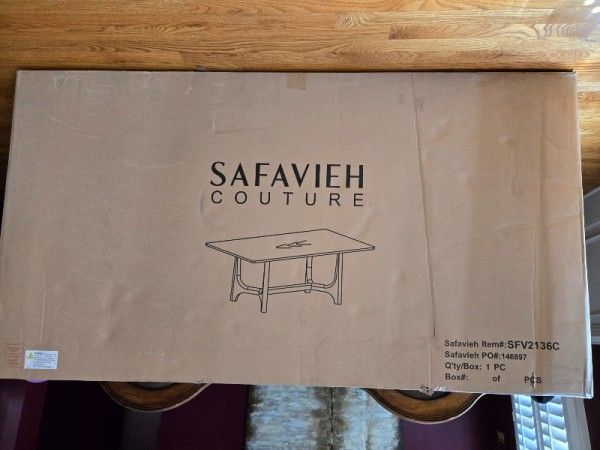 SAFAVIEH
COUTURE
Safavieh Item#:SFV2136C
Safavieh PO#:146897
Q'ty/Box: 1 PC
Box#: of PCS